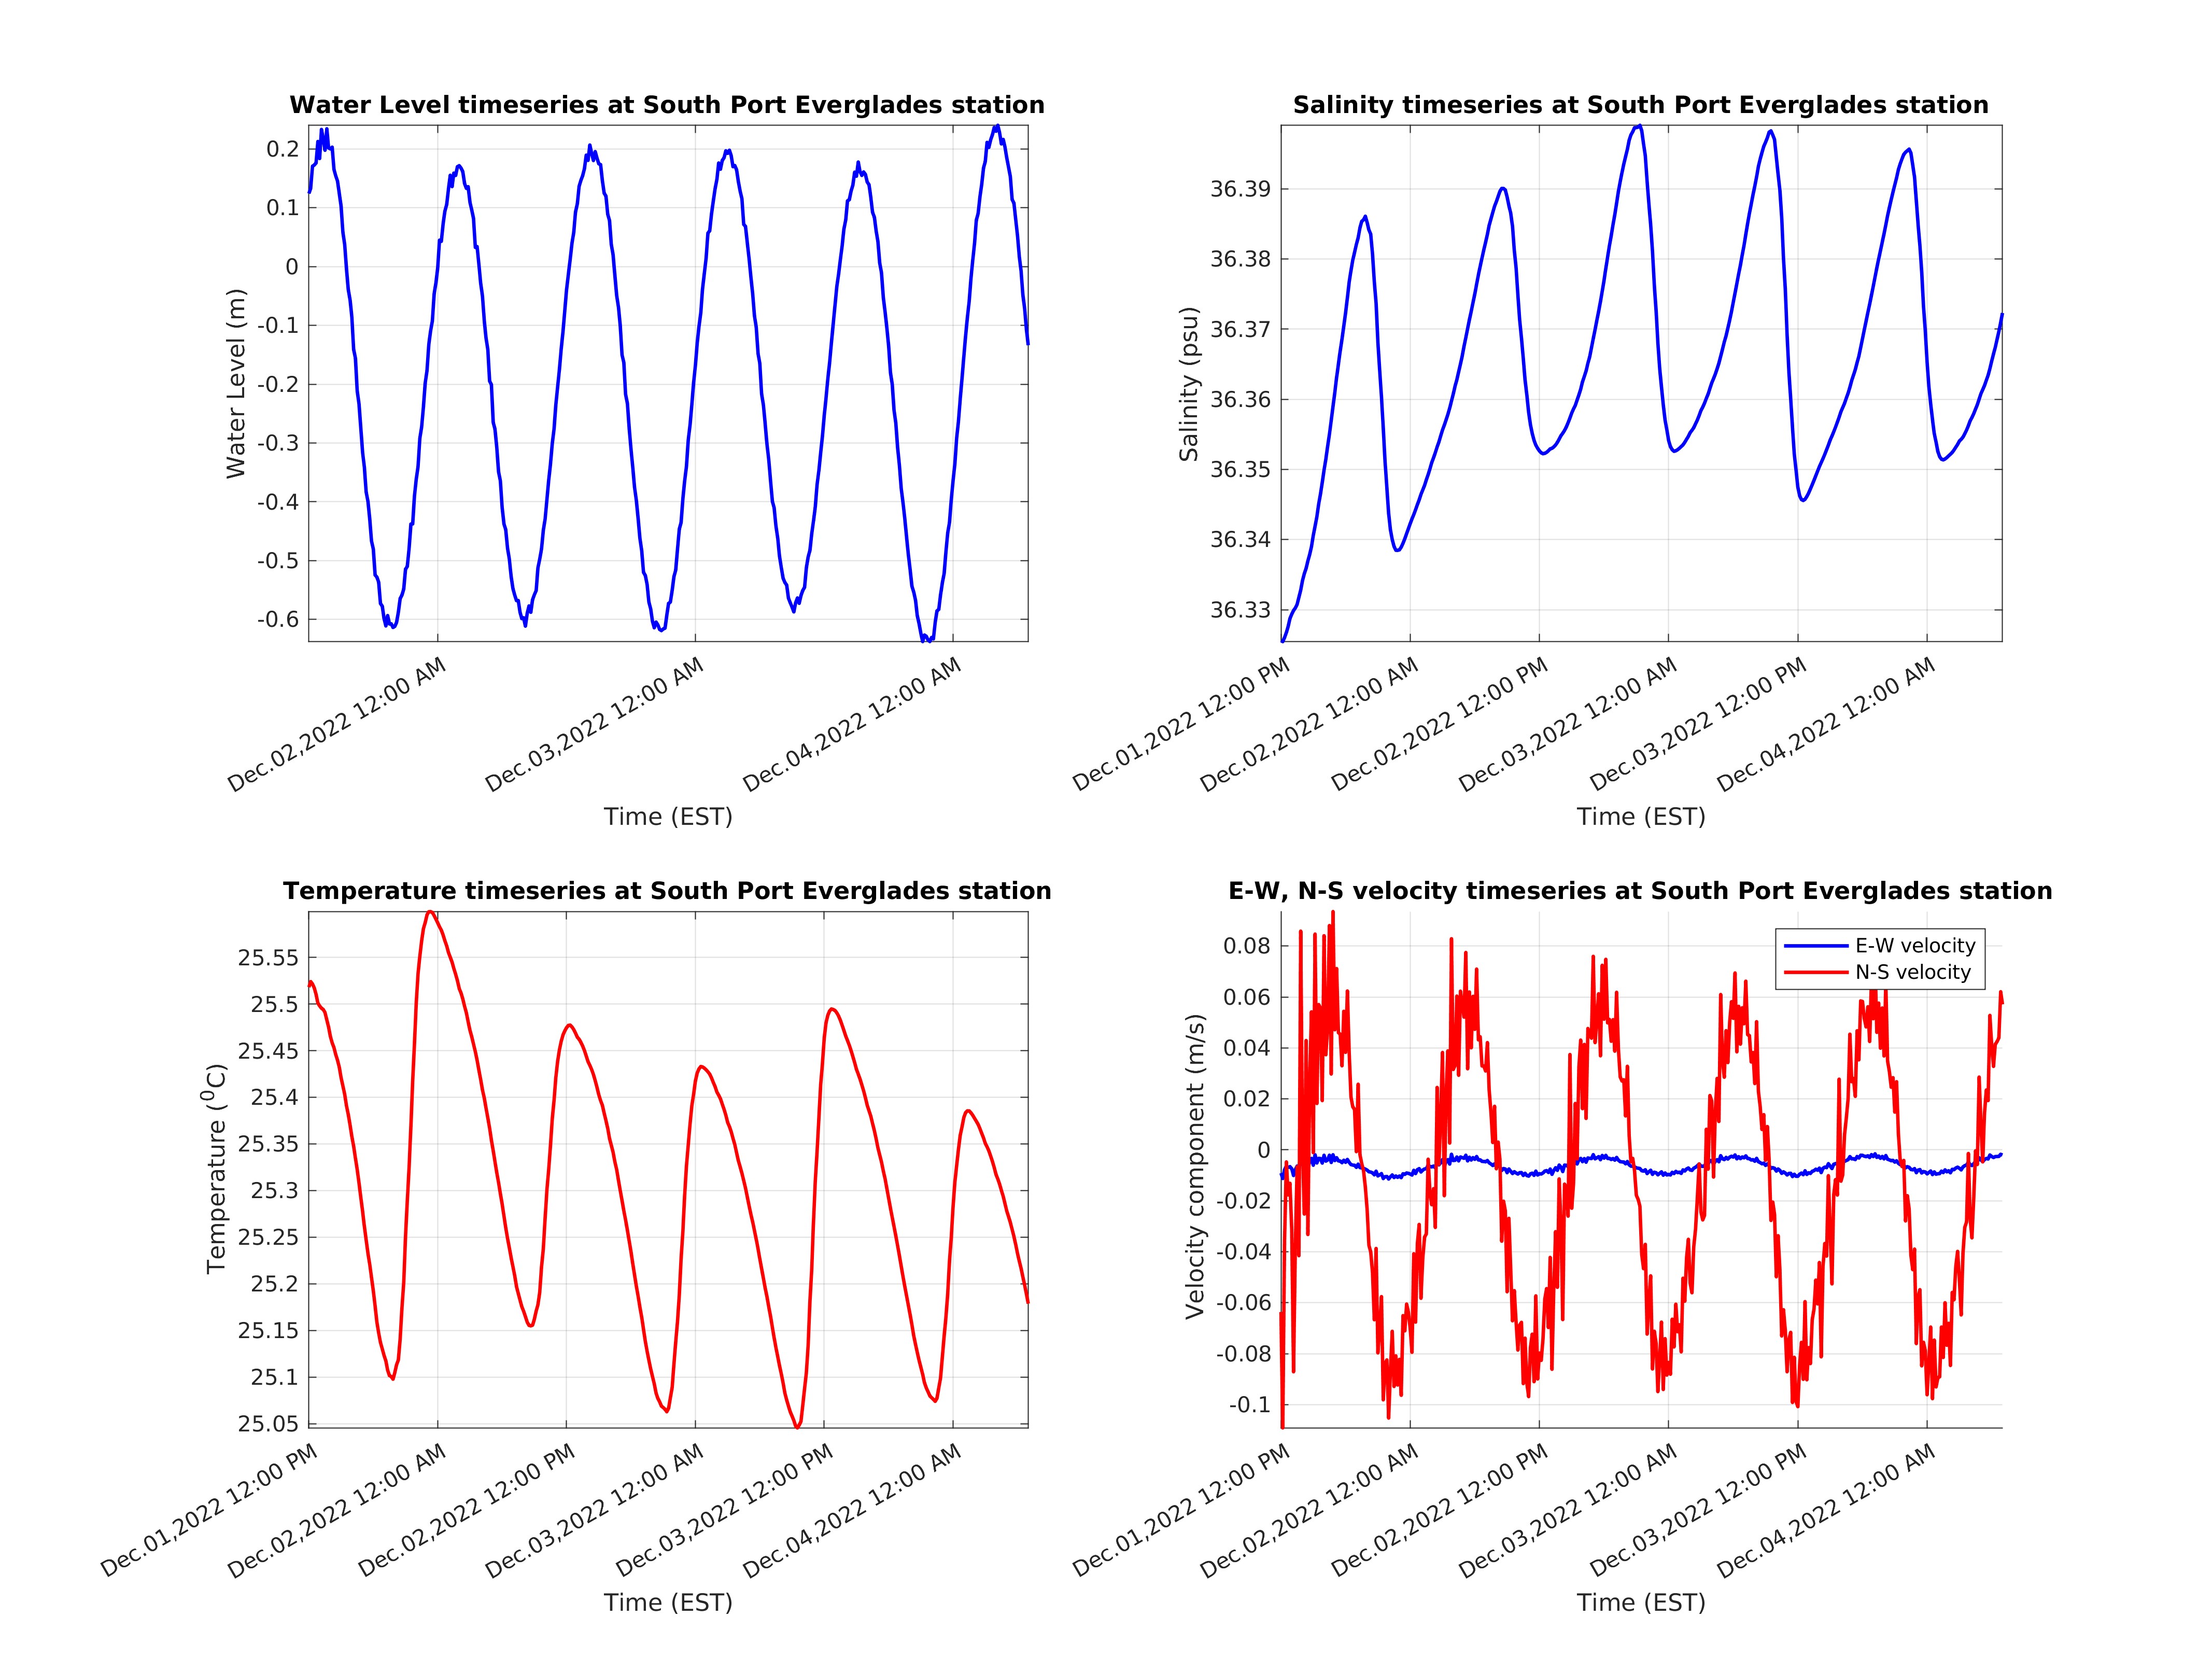 Water Level timeseries at South Port Everglades station
Water Level (m)
0.2
0.1
0
-0.1
-0.2
-0.3
-0.4
-0.5
-0.6
Dec.02,2022 12:00 AM
Dec.03,2022 12:00 AM
Dec.04,2022 12:00 AM
Time (EST)
Salinity timeseries at South Port Everglades station
Salinity (psu)
36.39
36.38
36.37
36.36
36.35
36.34
36.33
Dec.01,2022 12:00 PM
Dec.02,2022 12:00 AM
Dec.02,2022 12:00 PM
Dec.03,2022 12:00 AM
Dec.03,2022 12:00 PM
Dec.04,2022 12:00 AM
Time (EST)
Temperature timeseries at South Port Everglades station
Temperature (⁰C)
25.55
25.5
25.45
25.4
25.35
25.3
25.25
25.2
25.15
25.1
25.05
Dec.01,2022 12:00 PM
Dec.02,2022 12:00 AM
Dec.02,2022 12:00 PM
Dec.03,2022 12:00 AM
Dec.03,2022 12:00 PM
Dec.04,2022 12:00 AM
Time (EST)
E-W, N-S velocity timeseries at South Port Everglades station
Velocity component (m/s)
0.08
0.06
0.04
0.02
0
-0.02
-0.04
-0.06
-0.08
-0.1
E-W velocity
N-S velocity
Dec.01,2022 12:00 PM
Dec.02,2022 12:00 AM
Dec.02,2022 12:00 PM
Dec.03,2022 12:00 AM
Dec.03,2022 12:00 PM
Dec.04,2022 12:00 AM
Time (EST)